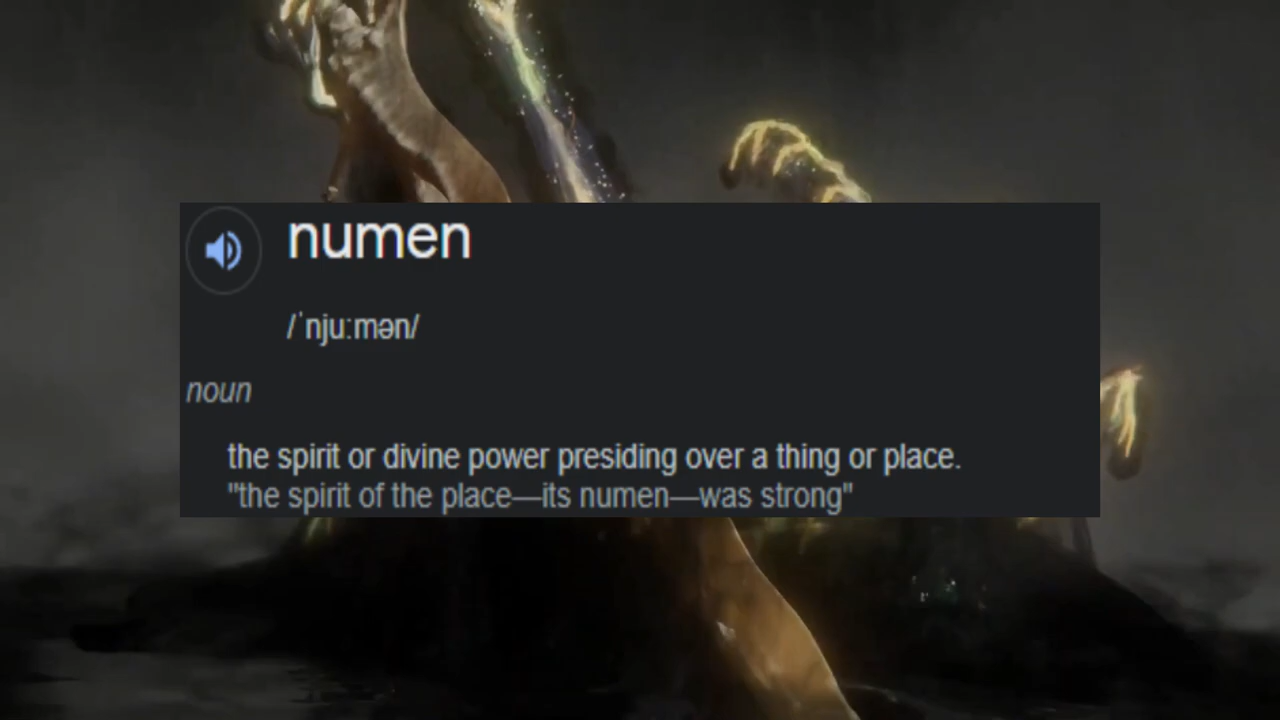 numen
/ˈnjuːmən/
noun
the spirit or divine power presiding over a thing or place.
"the spirit of the place—its numen—was strong"